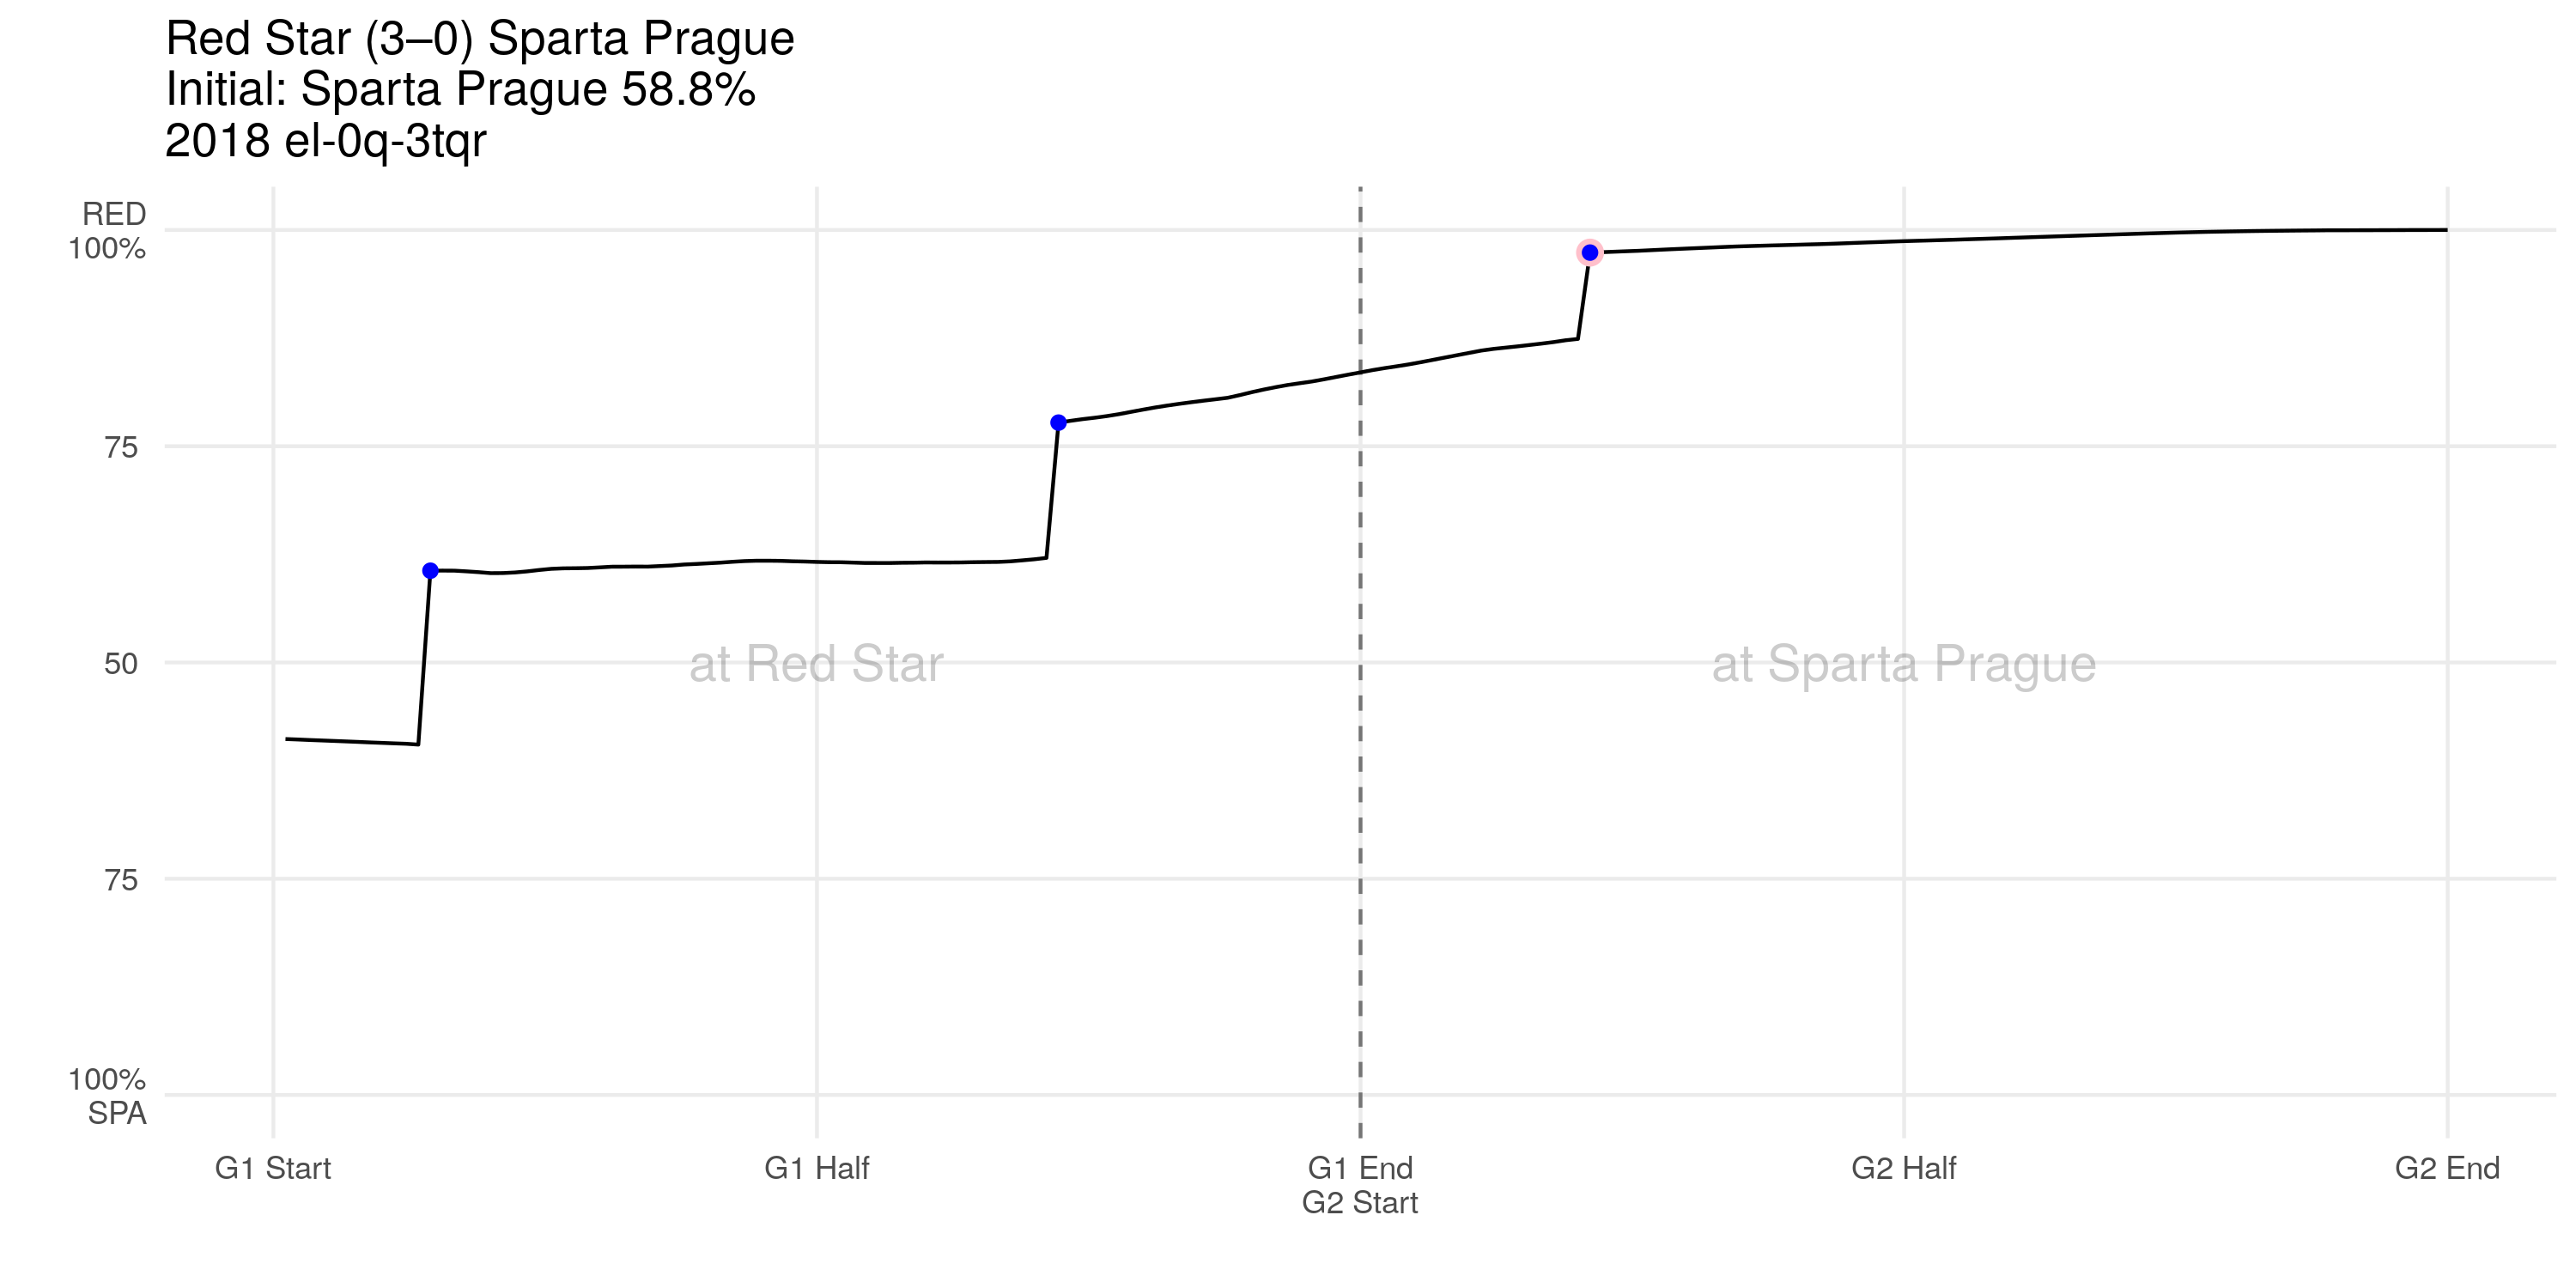 Red Star (3–0) Sparta Prague
Initial: Sparta Prague 58.8%
2018 el-0q-3tqr
RED
100%
75
50
75
100%
SPA
at Red Star
at Sparta Prague
G1 Start
G1 Half
G1 End
G2 Start
G2 Half
G2 End